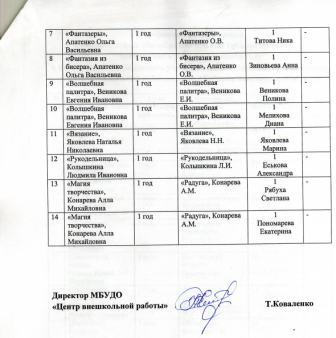 7 «Фантазеры», 1 год «Фантазеры», 1 -
Апатенко Ольга Апатенко О.В. Титова Ника
Васильевна
8 «Фантазия из 1 год «Фантазия из 1 -
бисера», Апатенко бисера», Апатенко Зиновьева Анна
Ольга Васильевна О.В.
9 «Волшебная 1 год «Волшебная 1 -
палитра», Веникова палитра», Веникова Веникова
Евгения Ивановна Е.И. Полина
10 «Волшебная 1 год «Волшебная 1 -
палитра», Веникова палитра», Веникова Мелихова
Евгения Ивановна Е.И. Диана
11 «Вязание», 1 год «Вязание», 1 -
Яковлева Наталья Яковлева Н.Н. Яковлева
Николаевна Марина
12 «Рукодельница», 1 год «Рукодельница», 1 -
Колышкина Колышкина Л.И. Еськова
Людмила Ивановна Александра
13 «Магия 1 год «Радуга», Конарева 1 -
творчества», А.М. Рябуха
Конарева Алла Светлана
Михайловна
14 «Магия 1 год «Радуга», Конарева 1 -
творчества», А.М. Пономарева
Конарева Алла Екатерина
Михайловна
Директор МБУДО
«Центр внешкольной работы» Т.Коваленко